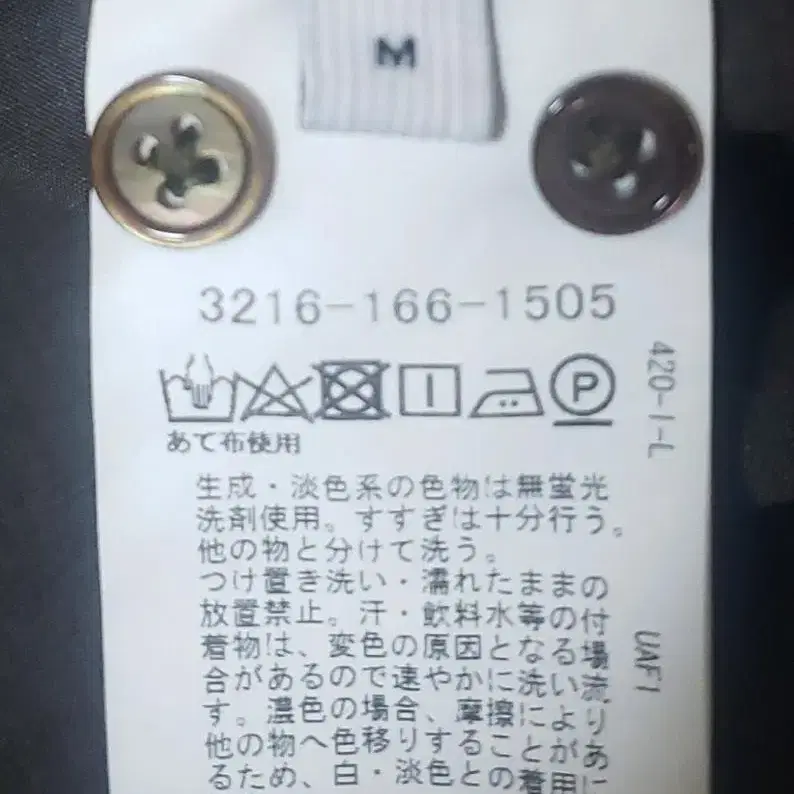 M
3216-166-1505
P
あて布使用
420-I-L
生成・淡色系の色物は無蛍光
洗剤使用。すすぎは十分行う。
他の物と分けて洗う。
つけ置き洗い・濡れたままの
放置禁止。汗・飲料水等の付
着物は、変色の原因となる場
合があるので速やかに洗い流
す。濃色の場合、摩擦により
他の物へ色移りすることがあ
るため、白・淡色との着用に
UAF1